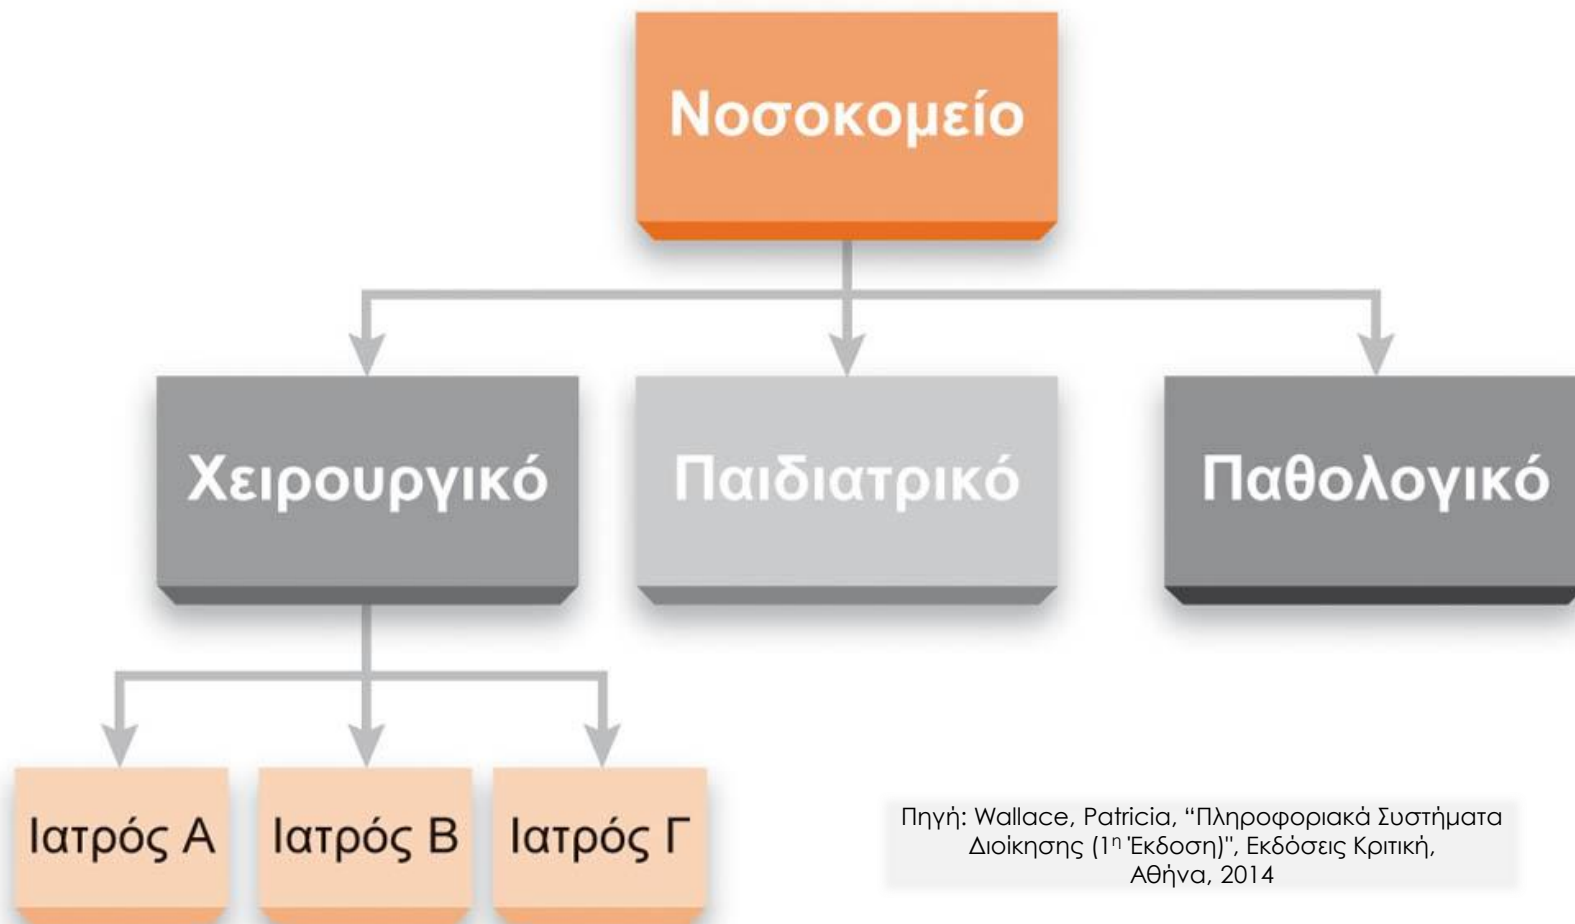 Νοσοκομείο
Χειρουργικό
Παιδιατρικό
Παθολογικό
Ιατρός Α
Ιατρός Β
Ιατρός Γ
Πηγή: Wallace, Patricia, “Πληροφοριακά Συστήματα
Διοίκησης (1η Έκδοση)", Εκδόσεις Κριτική,
Αθήνα, 2014